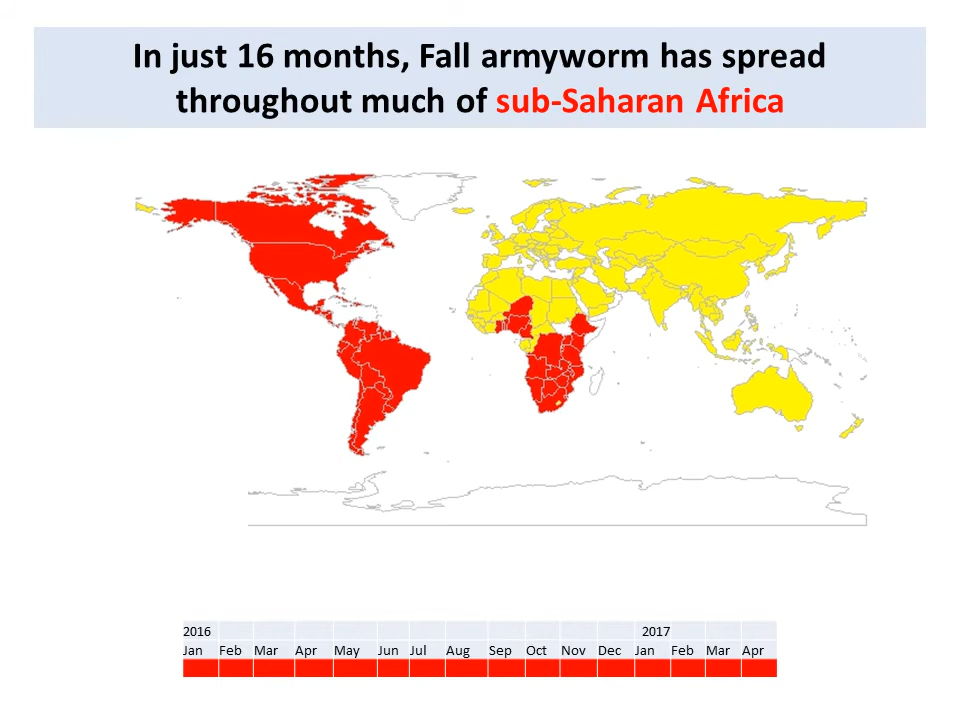 In just 16 months, Fall armyworm has spread
throughout much of sub-Saharan Africa
2016 2017
Jan Feb Mar Apr May Jun Jul Aug Sep Oct Nov Dec Jan Feb Mar Apr